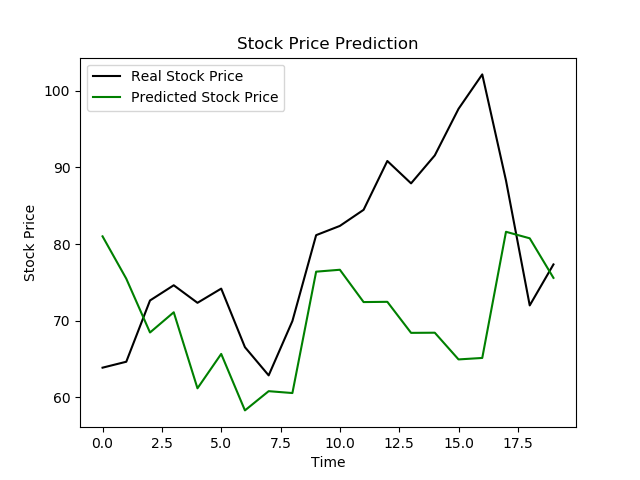 Stock Price Prediction
Real Stock Price
Predicted Stock Price
Stock Price
100
90
80
70
60
0.0 2.5 5.0 7.5 10.0 12.5 15.0 17.5
Time